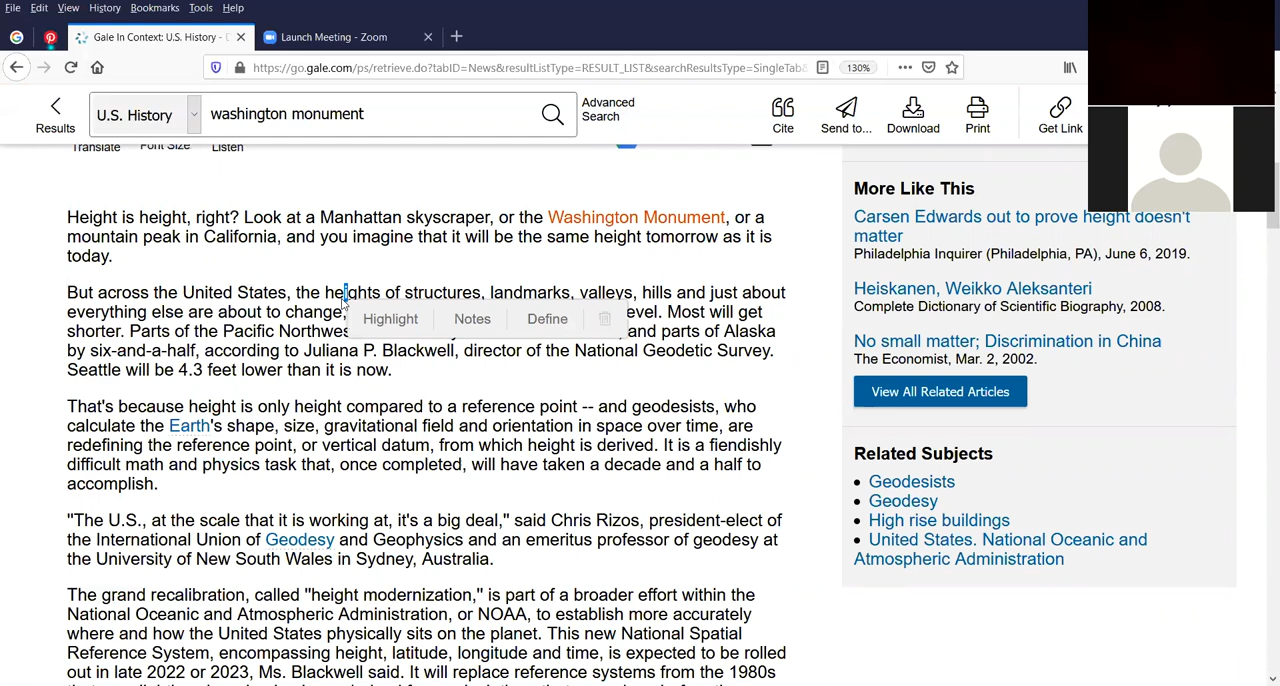 File Edit View History Bookmarks Tools Help
Gale In Context: U.S. History - Launch Meeting - Zoom
https://go.gale.com/ps/retrieve.do?tabID=News&resultListType=RESULT_LIST&searchResultsType=SingleTab& 130%
Results U.S. History washington monument Advanced Search Cite Send to... Download Print Get Link
Translate Font Size Listen
Height is height, right? Look at a Manhattan skyscraper, or the Washington Monument, or a
mountain peak in California, and you imagine that it will be the same height tomorrow as it is
today.
But across the United States, the heights of structures, landmarks, valleys, hills and just about
everything else are about to change, evel. Most will get
Highlight Notes Define
shorter. Parts of the Pacific Northwes and parts of Alaska
by six-and-a-half, according to Juliana P. Blackwell, director of the National Geodetic Survey.
Seattle will be 4.3 feet lower than it is now.
That's because height is only height compared to a reference point -- and geodesists, who
calculate the Earth's shape, size, gravitational field and orientation in space over time, are
redefining the reference point, or vertical datum, from which height is derived. It is a fiendishly
difficult math and physics task that, once completed, will have taken a decade and a half to
accomplish.
"The U.S., at the scale that it is working at, it's a big deal," said Chris Rizos, president-elect of
the International Union of Geodesy and Geophysics and an emeritus professor of geodesy at
the University of New South Wales in Sydney, Australia.
The grand recalibration, called "height modernization," is part of a broader effort within the
National Oceanic and Atmospheric Administration, or NOAA, to establish more accurately
where and how the United States physically sits on the planet. This new National Spatial
Reference System, encompassing height, latitude, longitude and time, is expected to be rolled
out in late 2022 or 2023, Ms. Blackwell said. It will replace reference systems from the 1980s
More Like This
Carsen Edwards out to prove height doesn't
matter
Philadelphia Inquirer (Philadelphia, PA), June 6, 2019.
Heiskanen, Weikko Aleksanteri
Complete Dictionary of Scientific Biography, 2008.
No small matter; Discrimination in China
The Economist, Mar. 2, 2002.
View All Related Articles
Related Subjects
Geodesists
Geodesy
High rise buildings
United States. National Oceanic and
Atmospheric Administration